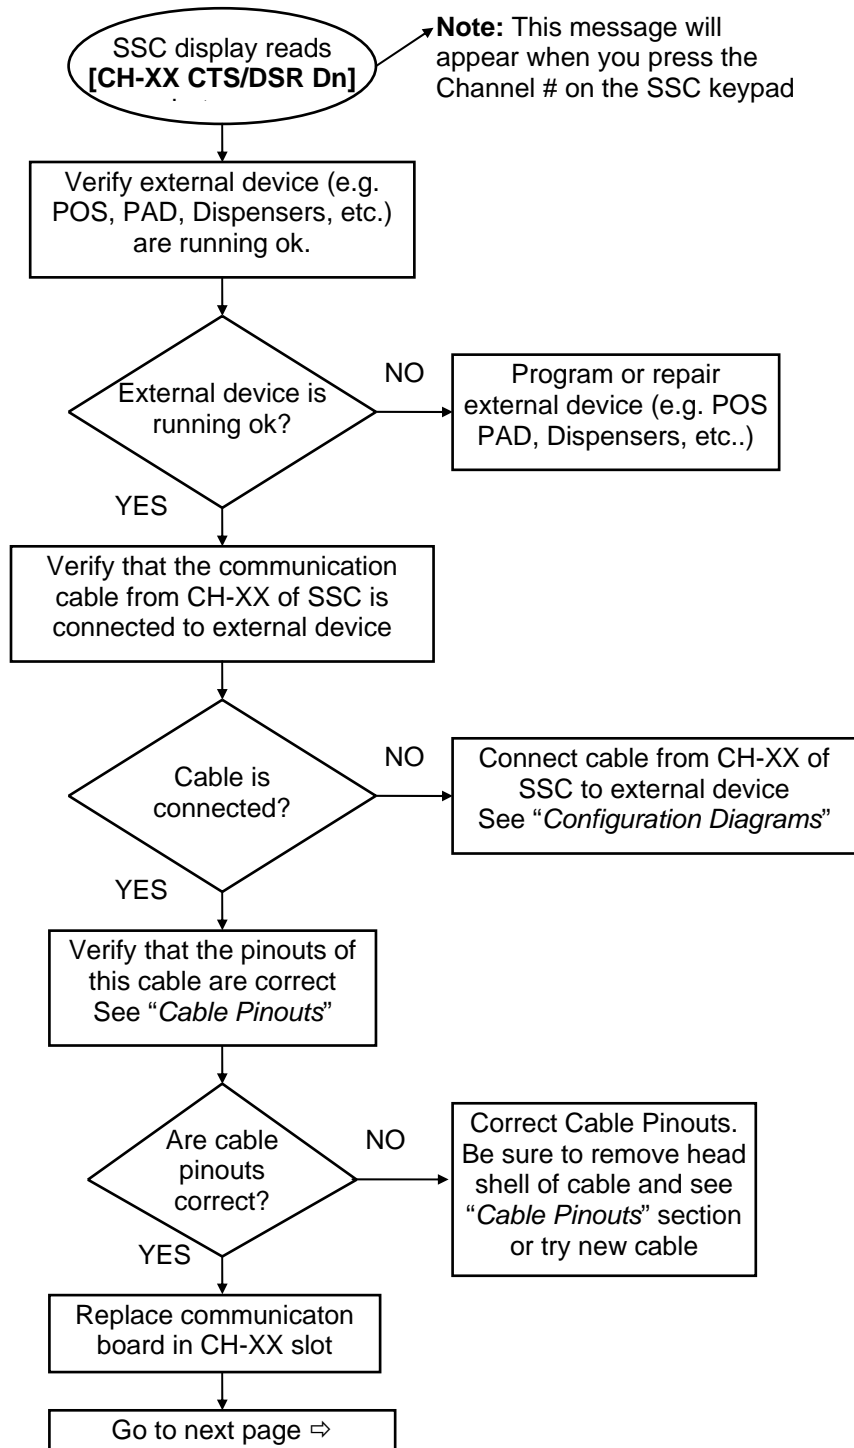 SSC display reads
[CH-XX CTS/DSR Dn]
Note: This message will
appear when you press the
Channel # on the SSC keypad
Verify external device (e.g.
POS, PAD, Dispensers, etc.)
are running ok.
External device is
running ok?
NO
Program or repair
external device (e.g. POS
PAD, Dispensers, etc..)
YES
Verify that the communication
cable from CH-XX of SSC is
connected to external device
Cable is
connected?
NO
Connect cable from CH-XX of
SSC to external device
See “Configuration Diagrams”
YES
Verify that the pinouts of
this cable are correct
See “Cable Pinouts”
Are cable
pinouts
correct?
NO
Correct Cable Pinouts.
Be sure to remove head
shell of cable and see
“Cable Pinouts” section
or try new cable
YES
Replace communicaton
board in CH-XX slot
Go to next page ⇨